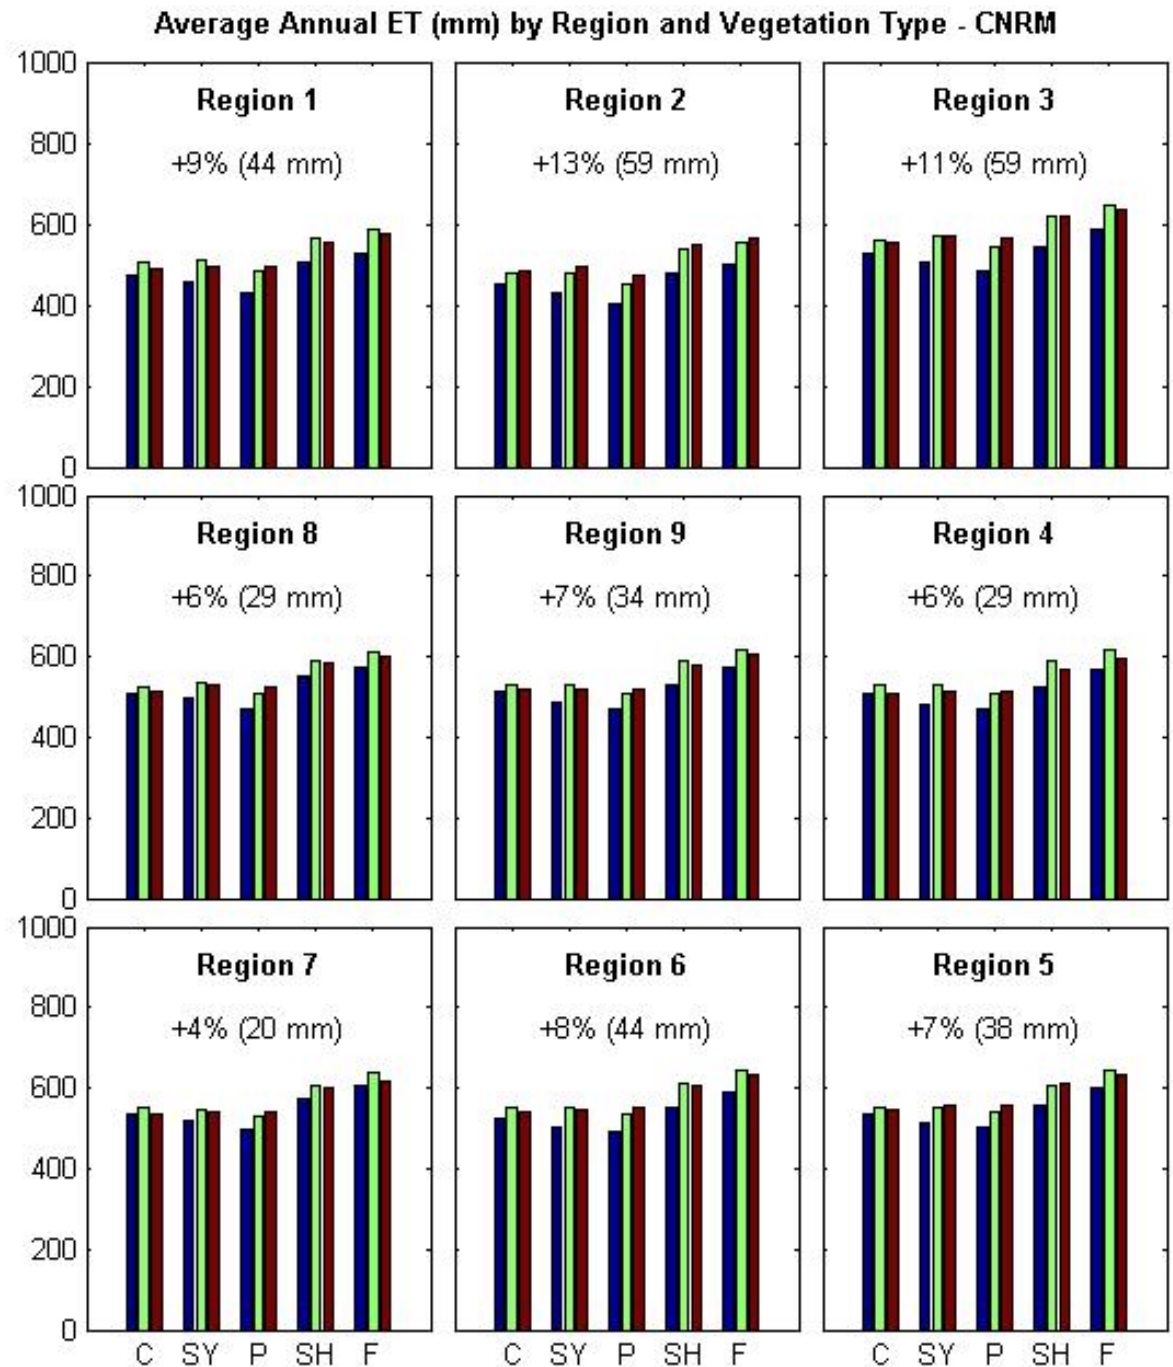 Average Annual ET (mm) by Region and Vegetation Type - CNRM
1000
800
600
400
200
0
Region 1
+9% (44 mm)
Region 2
+13% (59 mm)
Region 3
+11% (59 mm)
1000
800
600
400
200
0
Region 8
+6% (29 mm)
Region 9
+7% (34 mm)
Region 4
+6% (29 mm)
1000
800
600
400
200
0
Region 7
+4% (20 mm)
Region 6
+8% (44 mm)
Region 5
+7% (38 mm)
C SY P SH F
C SY P SH F
C SY P SH F